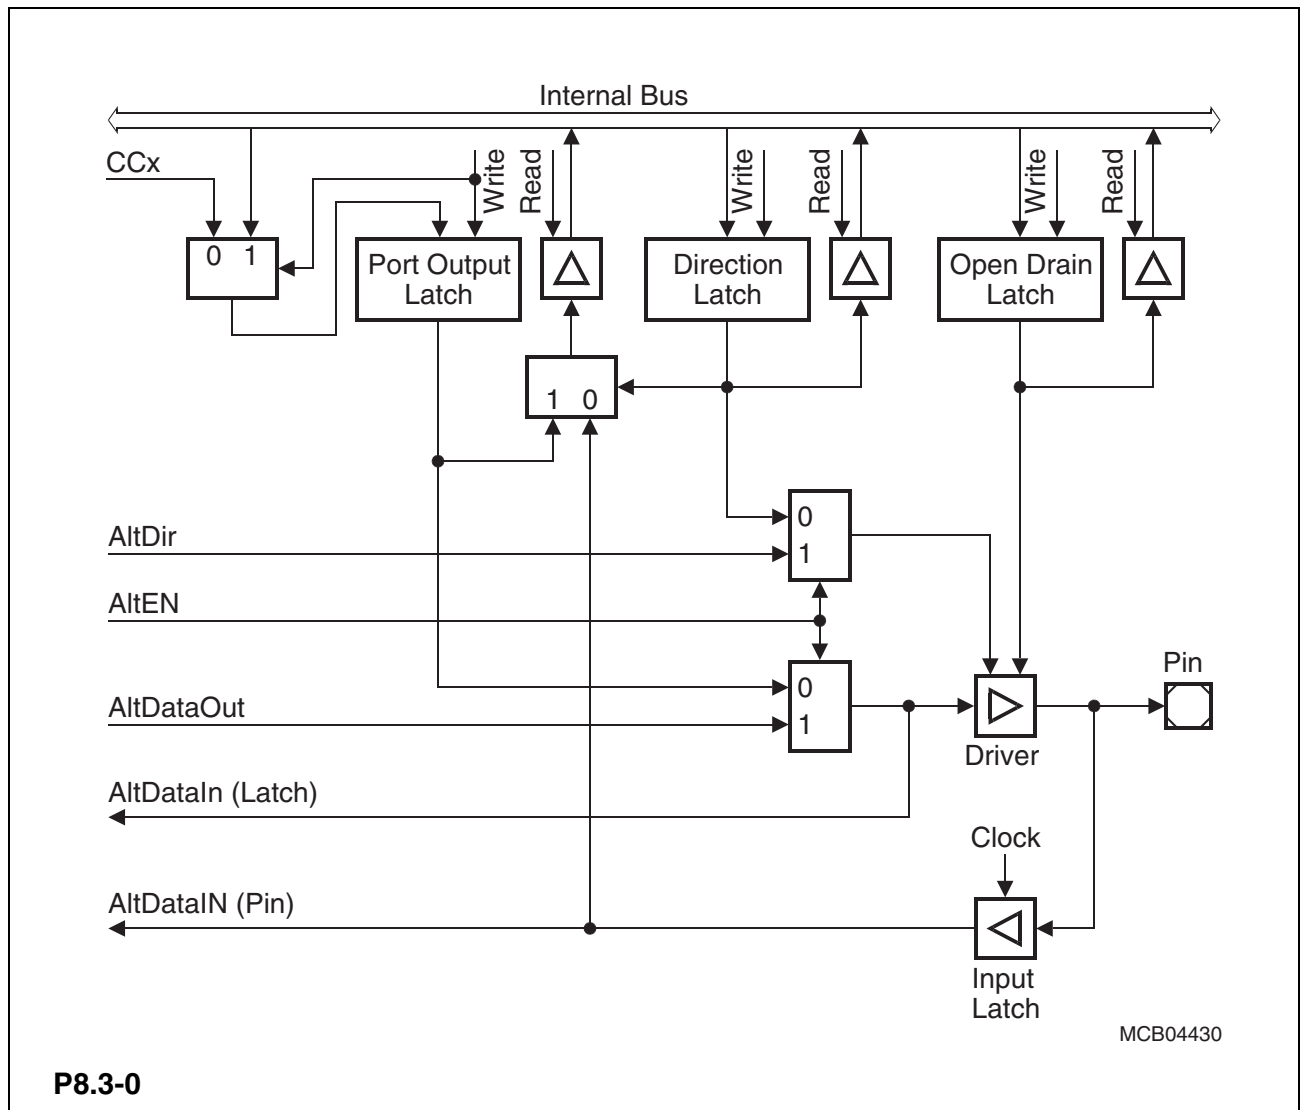 Internal Bus
CCx
Write
Read
Write
Read
Write
Read
0 1
Port Output
Latch
Direction
Latch
Open Drain
Latch
1 0
AltDir
0
1
AltEN
AltDataOut
0
1
Pin
Driver
AltDataIn (Latch)
Clock
AltDataIN (Pin)
Input
Latch
MCB04430
P8.3-0